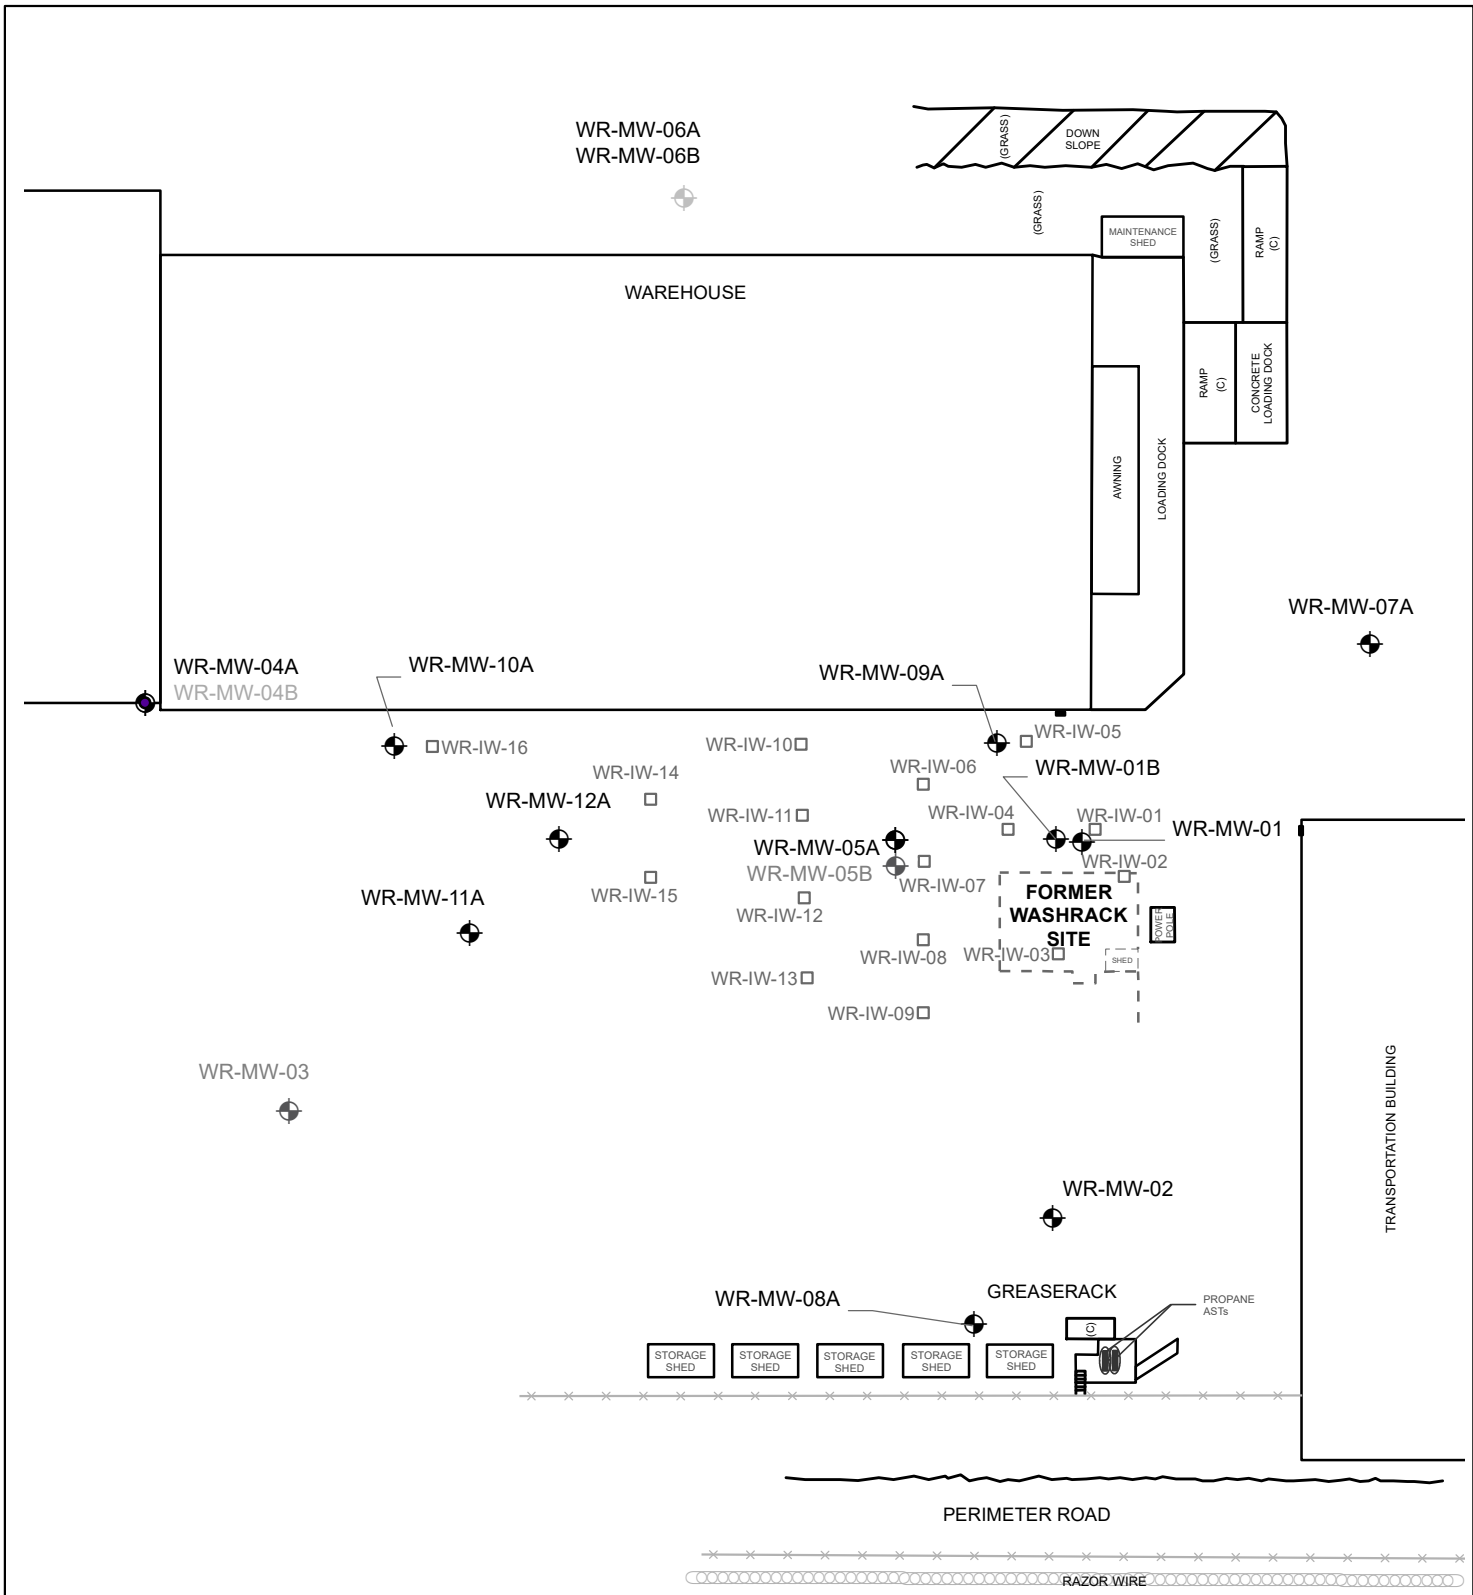 WR-MW-06A
WR-MW-06B
(GRASS)
DOWN
SLOPE
(GRASS)
MAINTENANCE
SHED
(GRASS)
RAMP
(C)
WAREHOUSE
RAMP
(C)
CONCRETE
LOADING DOCK
AWNING
LOADING DOCK
WR-MW-07A
WR-MW-04A
WR-MW-04B
WR-MW-10A
WR-MW-09A
WR-IW-16
WR-IW-10
WR-IW-05
WR-IW-14
WR-IW-06
WR-MW-01B
WR-MW-12A
WR-IW-11
WR-IW-04
WR-IW-01
WR-MW-01
WR-MW-05A
WR-MW-05B
WR-IW-02
WR-IW-07
WR-MW-11A
WR-IW-15
WR-IW-12
FORMER
WASHRACK
SITE
POWER
POLE
WR-IW-08
WR-IW-03
SHED
WR-IW-13
WR-IW-09
WR-MW-03
TRANSPORTATION BUILDING
WR-MW-02
WR-MW-08A
GREASERACK
PROPANE
ASTs
(C)
STORAGE
SHED
STORAGE
SHED
STORAGE
SHED
STORAGE
SHED
STORAGE
SHED
PERIMETER ROAD
RAZOR WIRE